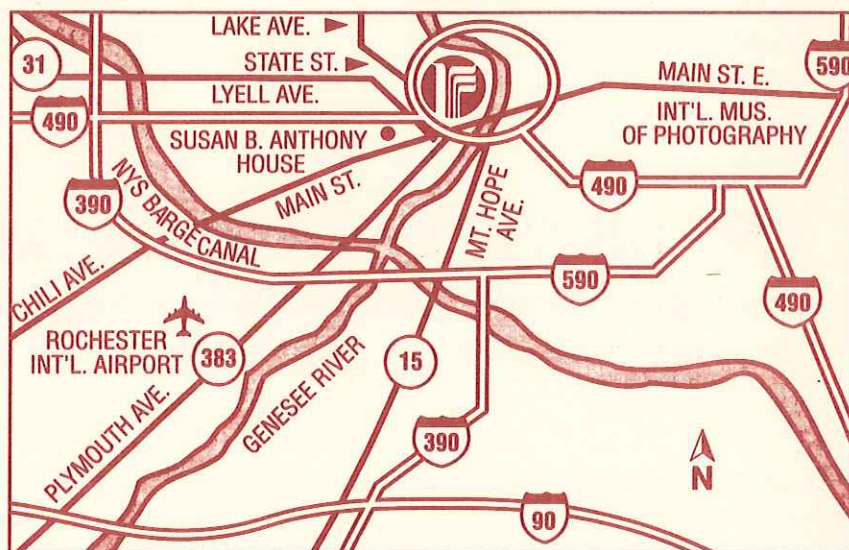 LAKE AVE.
STATE ST.
31
LYELL AVE.
490
SUSAN B. ANTHONY
HOUSE
MAIN ST. E.
590
INT'L. MUS.
OF PHOTOGRAPHY
390
NYS BARGE CANAL
MAIN ST.
MT. HOPE
AVE.
490
CHILI AVE.
590
490
ROCHESTER
INT'L. AIRPORT
383
15
GENESEE RIVER
PLYMOUTH AVE.
390
N
90